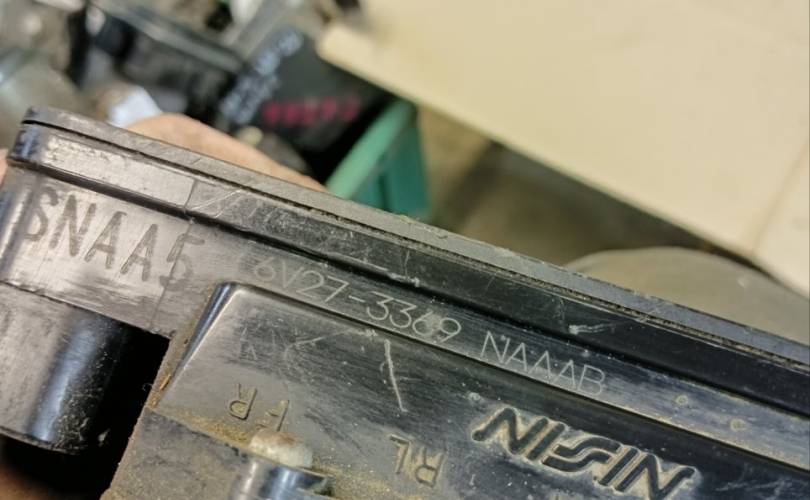 SNAA5
6V27-3369 NAAAB
FR
RL
NISSIN